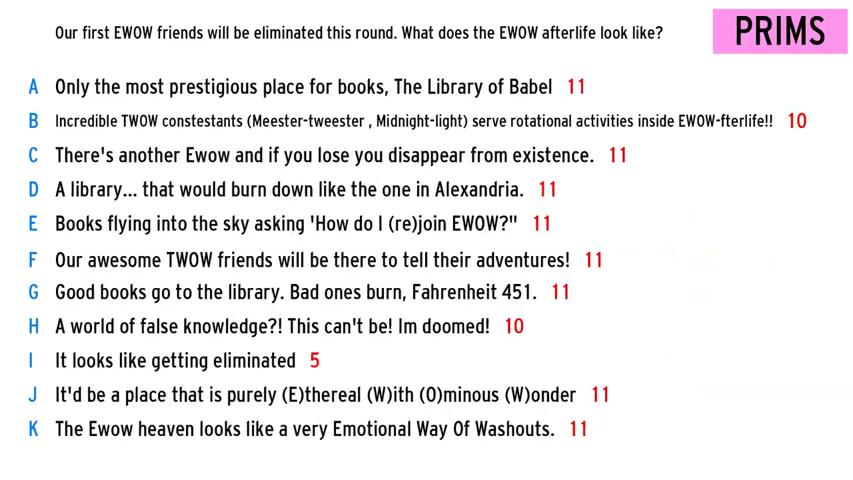 Our first EWOW friends will be eliminated this round. What does the EWOW afterlife look like?
PRIMS
A Only the most prestigious place for books, The Library of Babel 11
B Incredible TWOW constestants (Meester-tweester , Midnight-light) serve rotational activities inside EWOW-fterlife!! 10
C There's another Ewow and if you lose you disappear from existence. 11
D A library... that would burn down like the one in Alexandria. 11
E Books flying into the sky asking 'How do I (re)join EWOW?" 11
F Our awesome TWOW friends will be there to tell their adventures! 11
G Good books go to the library. Bad ones burn, Fahrenheit 451. 11
H A world of false knowledge?! This can't be! Im doomed! 10
I It looks like getting eliminated 5
J It'd be a place that is purely (E)thereal (W)ith (O)minous (W)onder 11
K The Ewow heaven looks like a very Emotional Way Of Washouts. 11